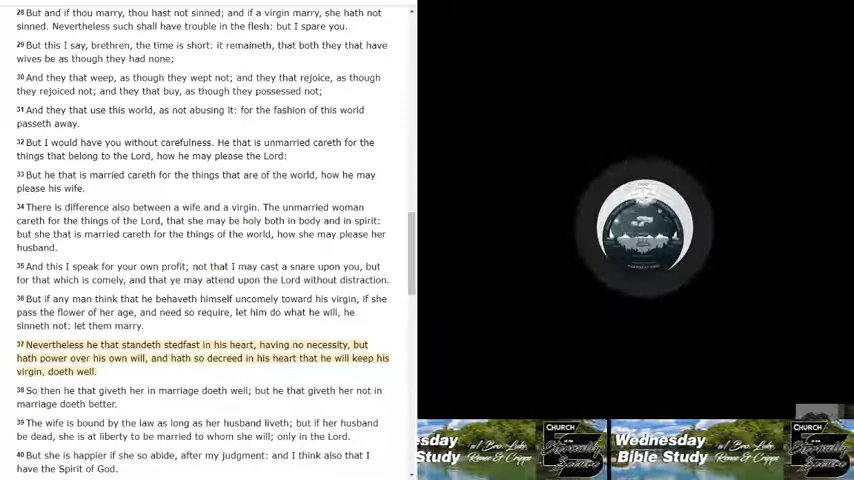 28 But and if thou marry, thou hast not sinned; and if a virgin marry, she hath not
sinned. Nevertheless such shall have trouble in the flesh: but I spare you.
29 But this I say, brethren, the time is short: it remaineth, that both they that have
wives be as though they had none;
30 And they that weep, as though they wept not; and they that rejoice, as though
they rejoiced not; and they that buy, as though they possessed not;
31 And they that use this world, as not abusing it: for the fashion of this world
passeth away.
32 But I would have you without carefulness. He that is unmarried careth for the
things that belong to the Lord, how he may please the Lord:
33 But he that is married careth for the things that are of the world, how he may
please his wife.
34 There is difference also between a wife and a virgin. The unmarried woman
careth for the things of the Lord, that she may be holy both in body and in spirit:
but she that is married careth for the things of the world, how she may please her
husband.
35 And this I speak for your own profit; not that I may cast a snare upon you, but
for that which is comely, and that ye may attend upon the Lord without distraction.
36 But if any man think that he behaveth himself uncomely toward his virgin, if she
pass the flower of her age, and need so require, let him do what he will, he
sinneth not: let them marry.
37 Nevertheless he that standeth stedfast in his heart, having no necessity, but
hath power over his own will, and hath so decreed in his heart that he will keep his
virgin, doeth well.
38 So then he that giveth her in marriage doeth well; but he that giveth her not in
marriage doeth better.
39 The wife is bound by the law as long as her husband liveth; but if her husband
be dead, she is at liberty to be married to whom she will; only in the Lord.
40 But she is happier if she so abide, after my judgment: and I think also that I
have the Spirit of God.
esday
Study
w/ Bro. Luke,
Renee & Cripps
CHURCH
of the
Eternally
Secure
Wednesday
Bible Study
w/ Bro. Luke,
Renee & Cripps
CHURCH
of the
Eternally
Secure